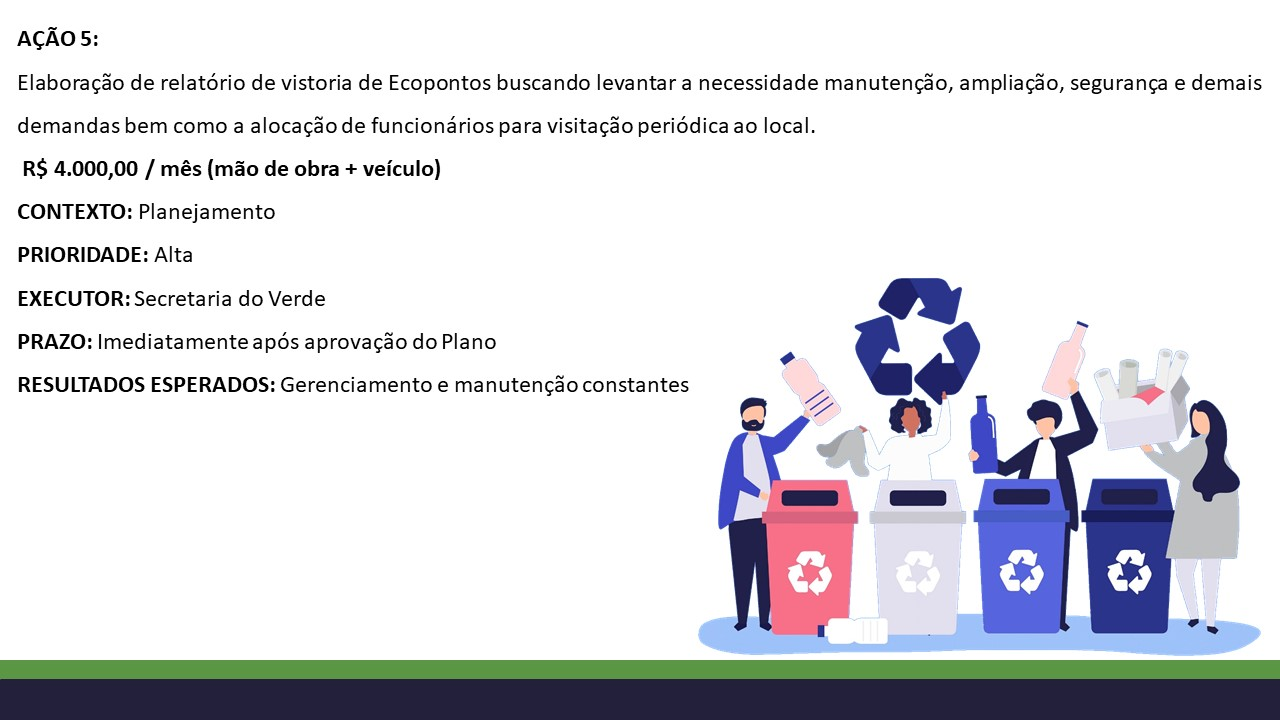 AÇÃO 5:
Elaboração de relatório de vistoria de Ecopontos buscando levantar a necessidade manutenção, ampliação, segurança e demais
demandas bem como a alocação de funcionários para visitação periódica ao local.
R$ 4.000,00 / mês (mão de obra + veículo)
CONTEXTO: Planejamento
PRIORIDADE: Alta
EXECUTOR: Secretaria do Verde
PRAZO: Imediatamente após aprovação do Plano
RESULTADOS ESPERADOS: Gerenciamento e manutenção constantes